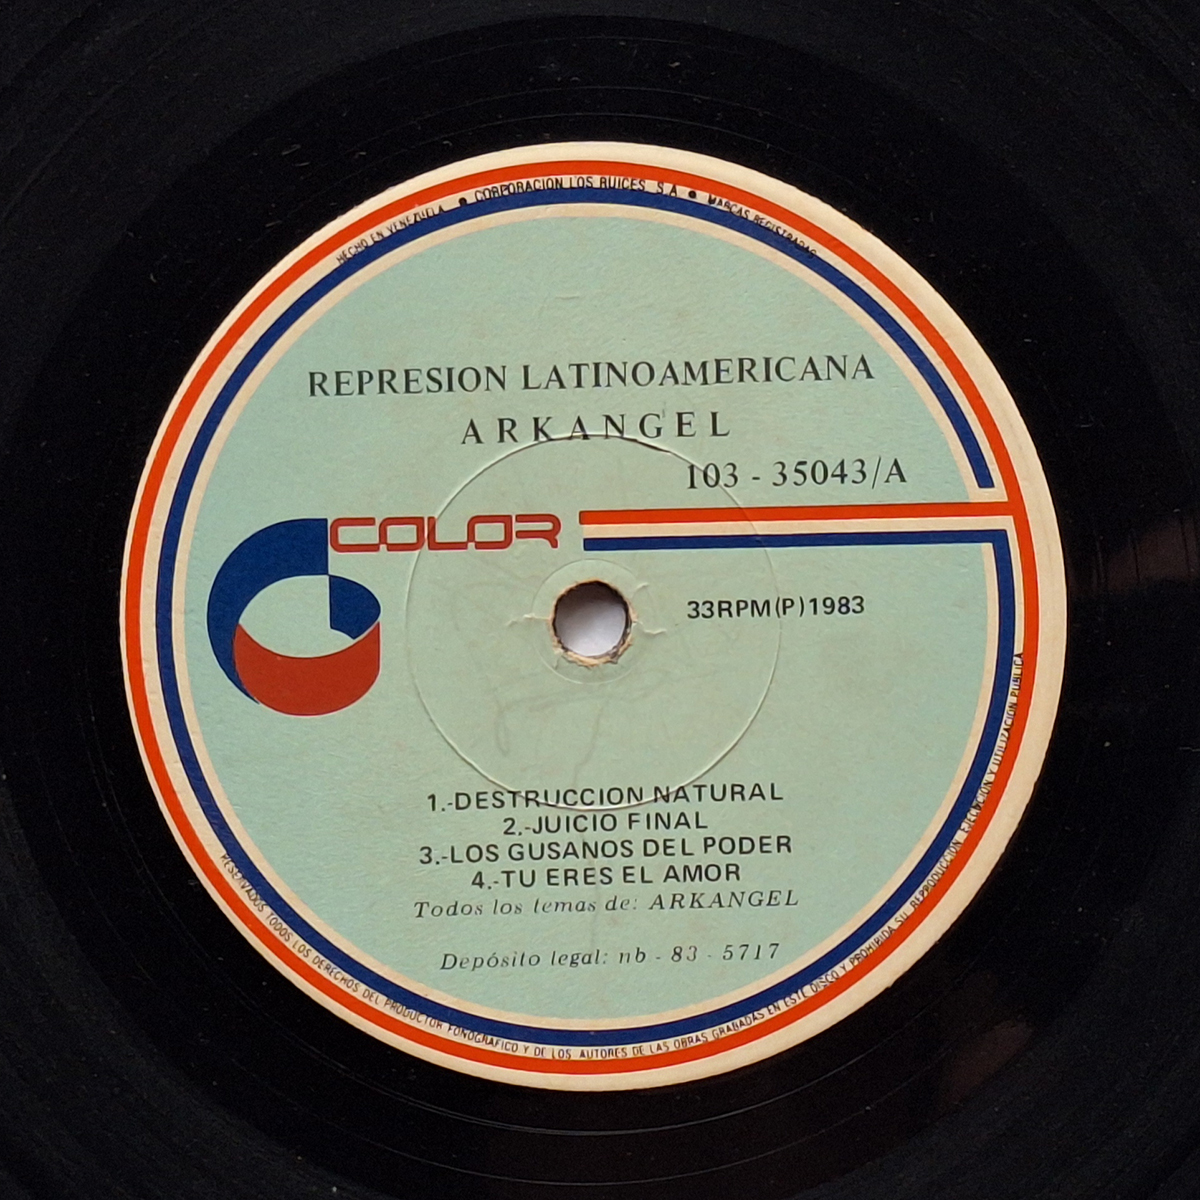 HECHO EN VENEZUELA ● CORPORACION LOS RUICES, S.A ● MARCAS REGISTRADAS
REPRESION LATINOAMERICANA
ARKANGEL
103 - 35043/A
COLOR
33RPM(P)1983
1.-DESTRUCCION NATURAL
2.-JUICIO FINAL
3.-LOS GUSANOS DEL PODER
4.-TU ERES EL AMOR
Todos los temas de: ARKANGEL
Depósito legal: nb - 83 - 5717
RESERVADOS TODOS LOS DERECHOS DEL PRODUCTOR FONOGRAFICO Y DE LOS AUTORES DE LAS OBRAS GRABADAS EN ESTE DISCO Y PROHIBIDA SU REPRODUCCION, EJECUCION Y UTILIZACION PUBLICA